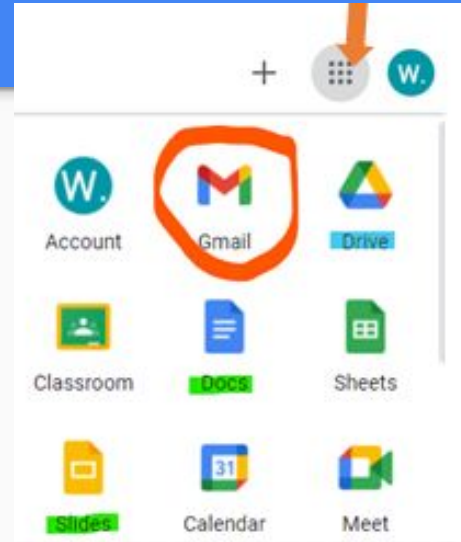 W.
W.
Account Gmail Drive
31
Classroom Docs Sheets
Slides Calendar Meet